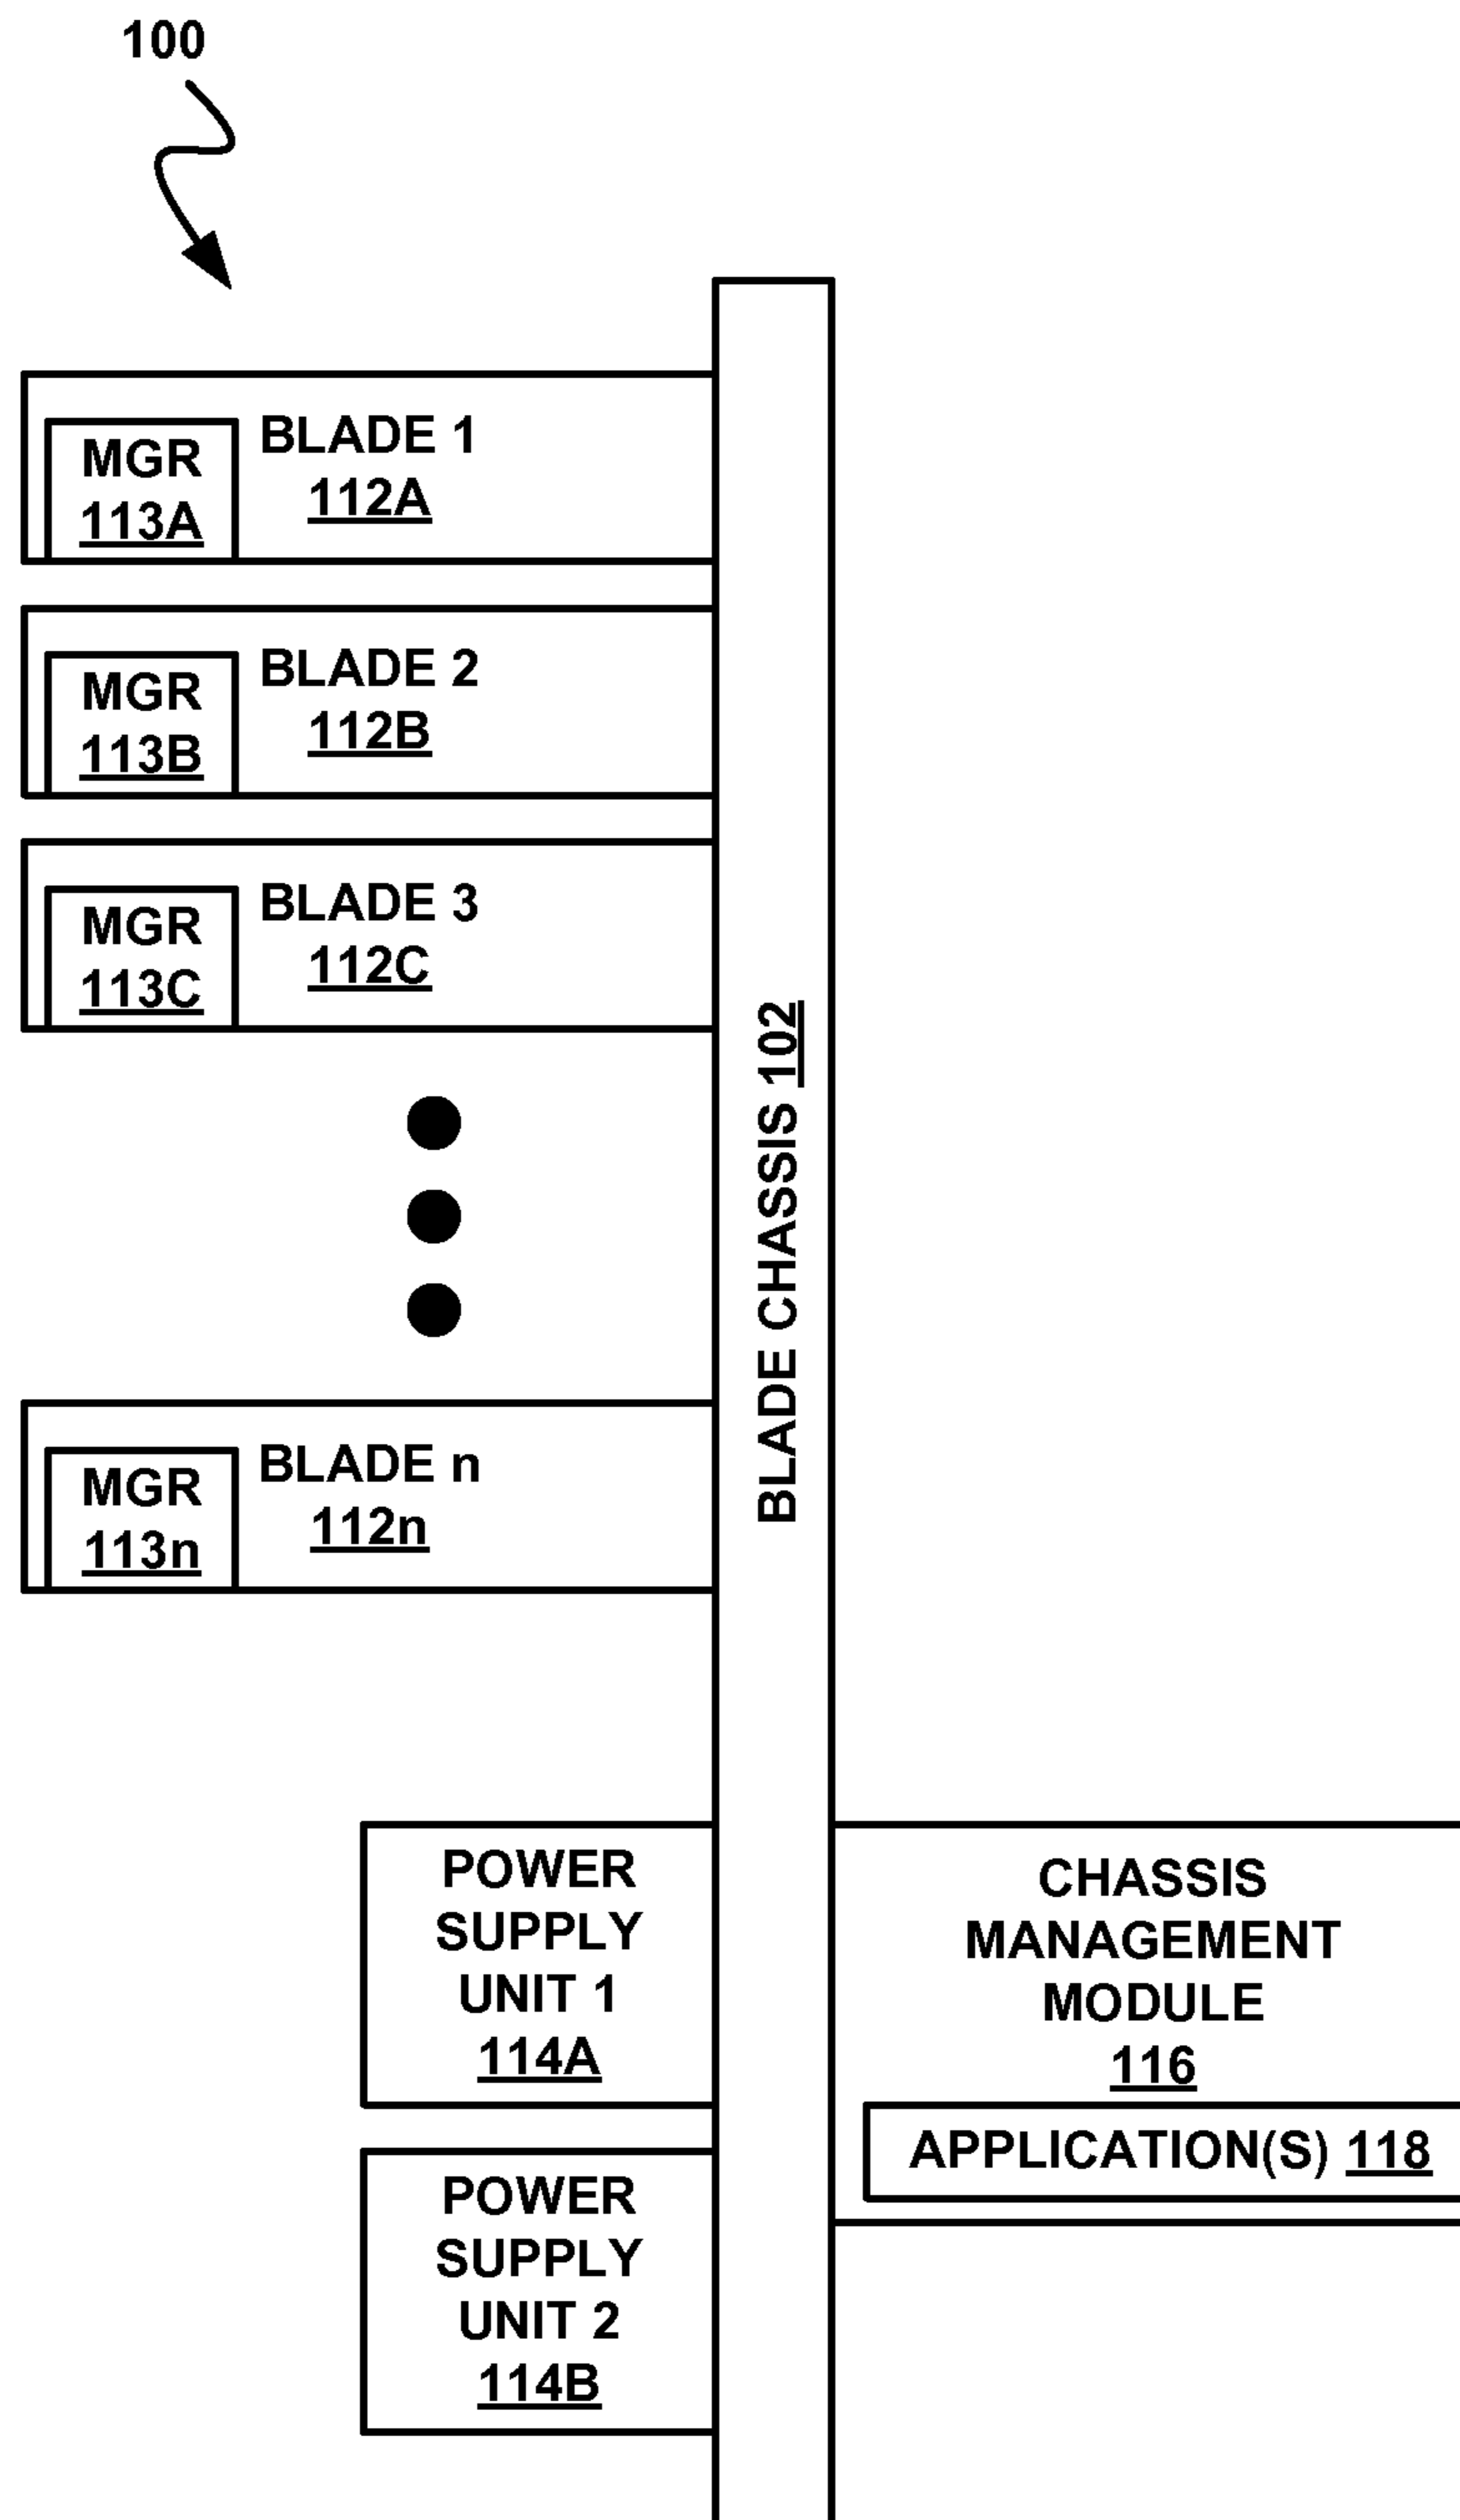 100
BLADE 1
112A
MGR
113A
BLADE 2
112B
MGR
113B
BLADE 3
112C
MGR
113C
BLADE CHASSIS 102
BLADE n
112n
MGR
113n
POWER
SUPPLY
UNIT 1
114A
CHASSIS
MANAGEMENT
MODULE
116
APPLICATION(S) 118
POWER
SUPPLY
UNIT 2
114B